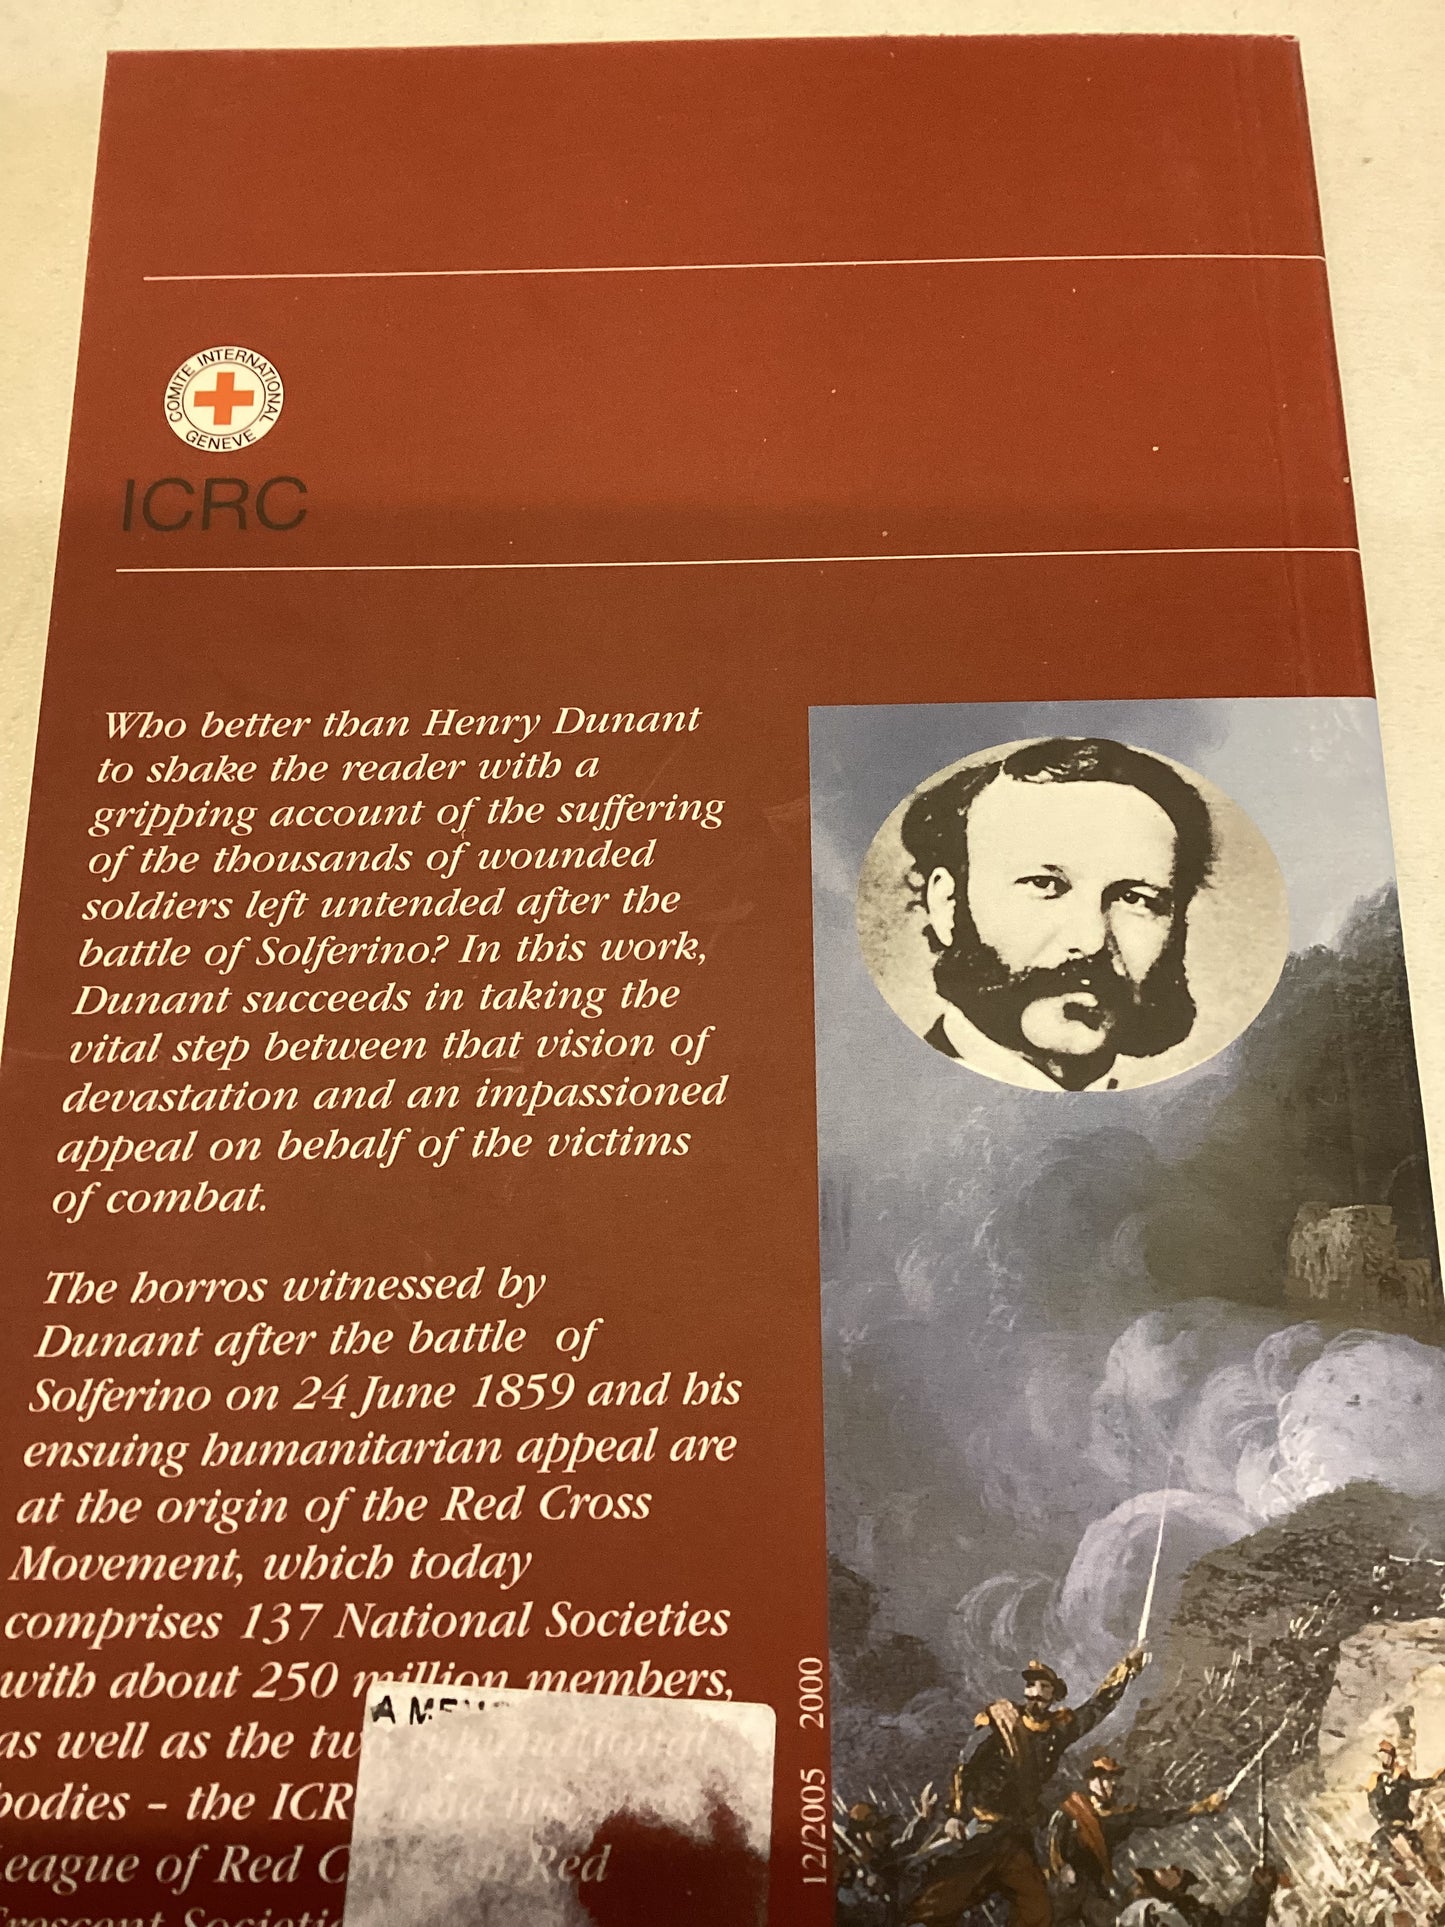 COMITE INTERNATIONAL GENEVE
ICRC
Who better than Henry Dunant
to shake the reader with a
gripping account of the suffering
of the thousands of wounded
soldiers left untended after the
battle of Solferino? In this work,
Dunant succeeds in taking the
vital step between that vision of
devastation and an impassioned
appeal on behalf of the victims
of combat.
The horros witnessed by
Dunant after the battle of
Solferino on 24 June 1859 and his
ensuing humanitarian appeal are
at the origin of the Red Cross
Movement, which today
comprises 137 National Societies
with about 250 million members,
as well as the
bodies – the
of Red
Red
A
12/2005 2000